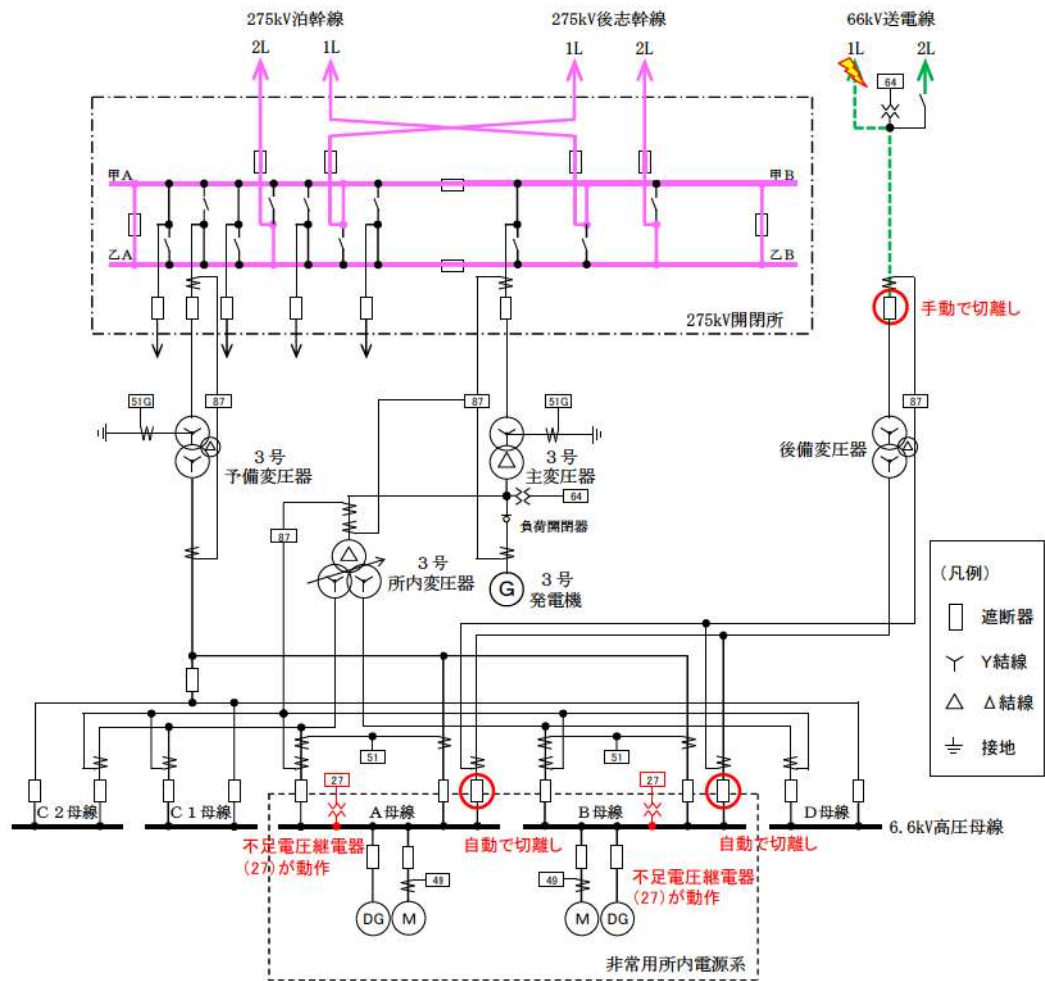 275kV泊幹線
275kV後志幹線
66kV送電線
2L
1L
1L
2L
1L
2L
64
甲A
甲B
乙A
乙B
275kV開閉所
手動で切離し
51G
87
87
51G
87
3号
予備変圧器
3号
主変圧器
後備変圧器
64
87
負荷開閉器
3号
所内変圧器
G
3号
発電機
(凡例)
遮断器
Y結線
Δ結線
接地
51
51
27
27
C2母線
C1母線
A母線
B母線
D母線
6.6kV高圧母線
不足電圧継電器
(27)が動作
自動で切離し
自動で切離し
不足電圧継電器
(27)が動作
49
49
DG
M
M
DG
非常用所内電源系